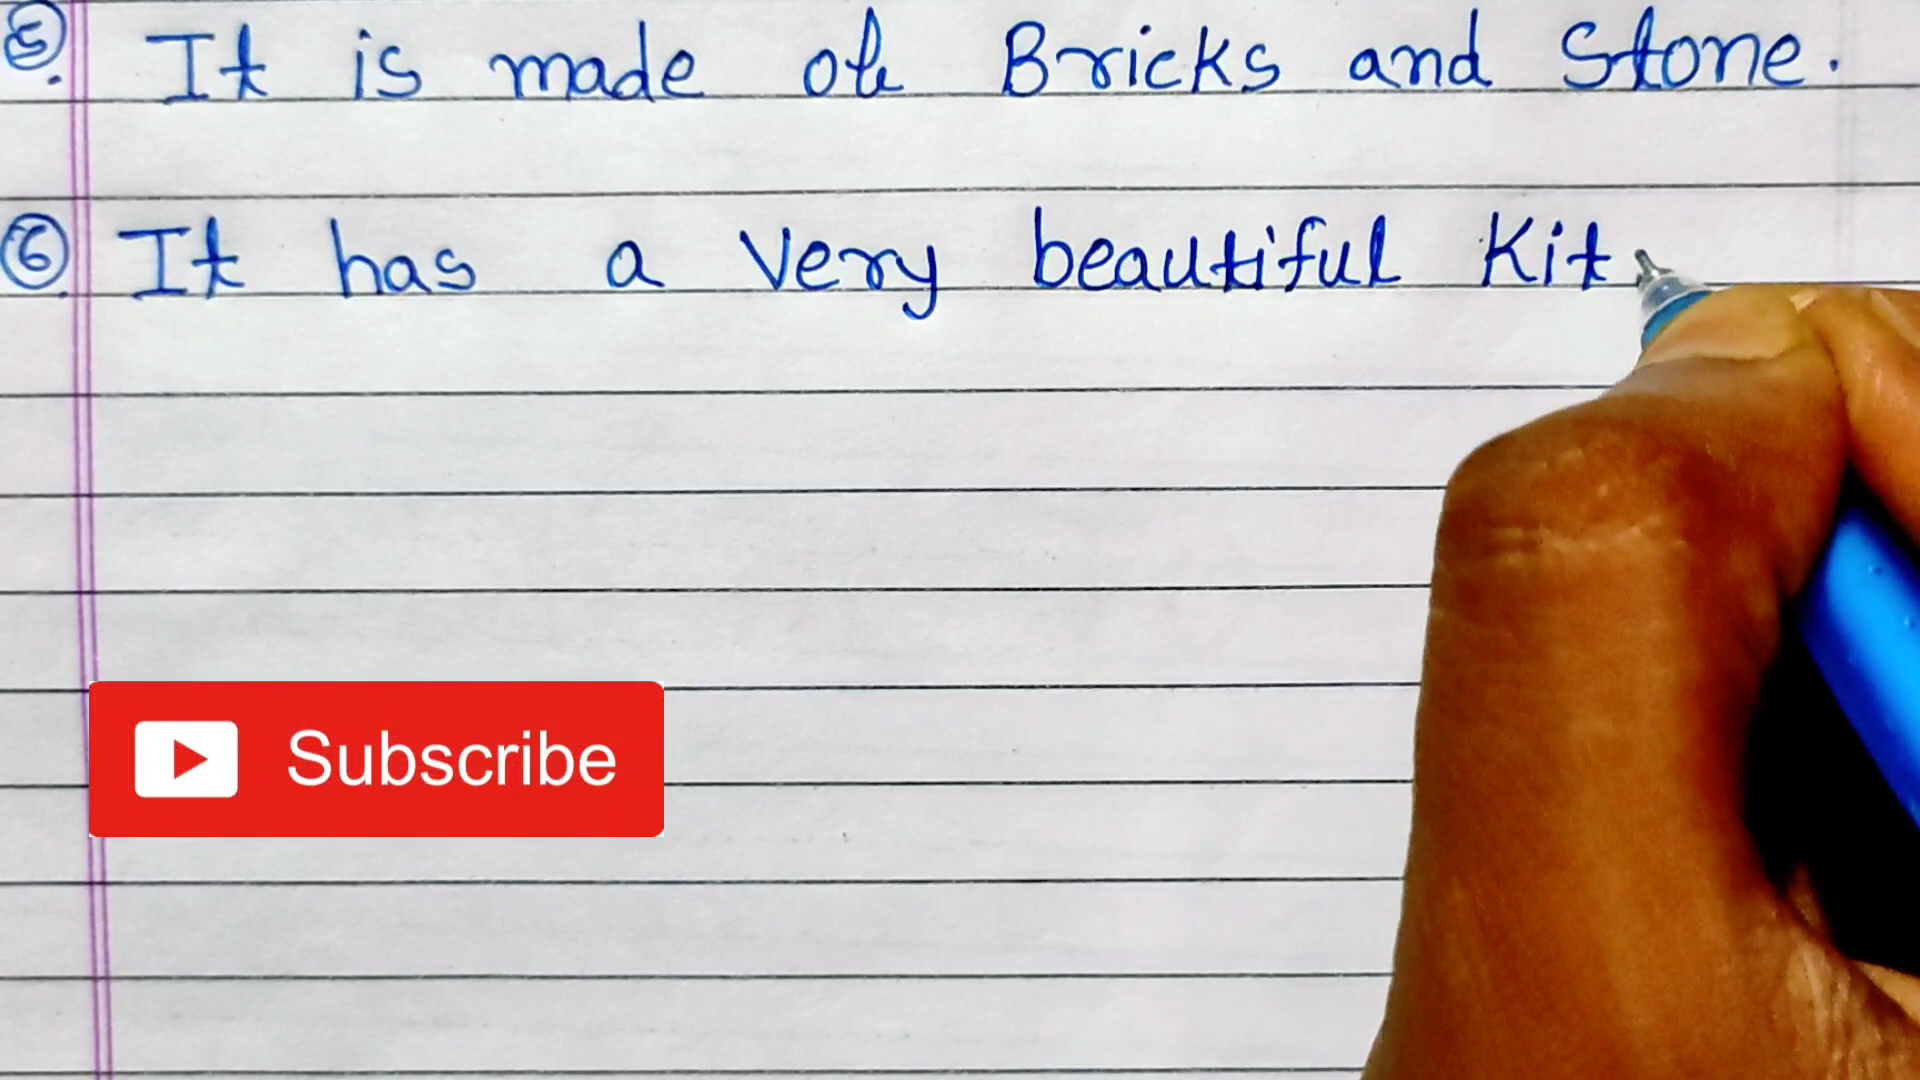 5. It is made of Bricks and Stone.
6. It has a very beautiful Kit
Subscribe